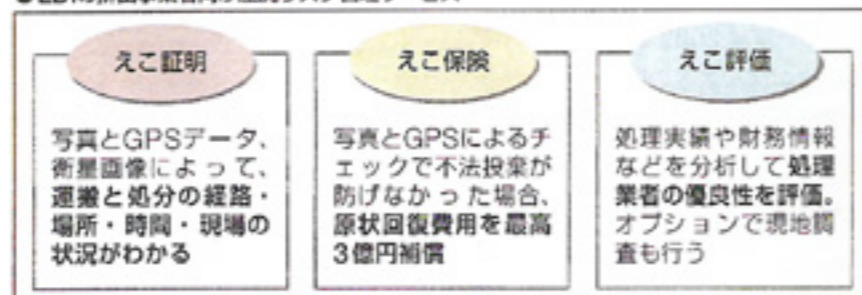 えこ証明
写真とGPSデータ、
衛星画像によって、
運搬と処分の経路・
場所・時間・現場の
状況がわかる
えこ保険
写真とGPSによるチ
ェックで不法投棄が
防げなかった場合、
原状回復費用を最高
3億円補償
えこ評価
処理実績や財務情報
などを分析して処理
業者の優良性を評価。
オプションで現地調
査も行う